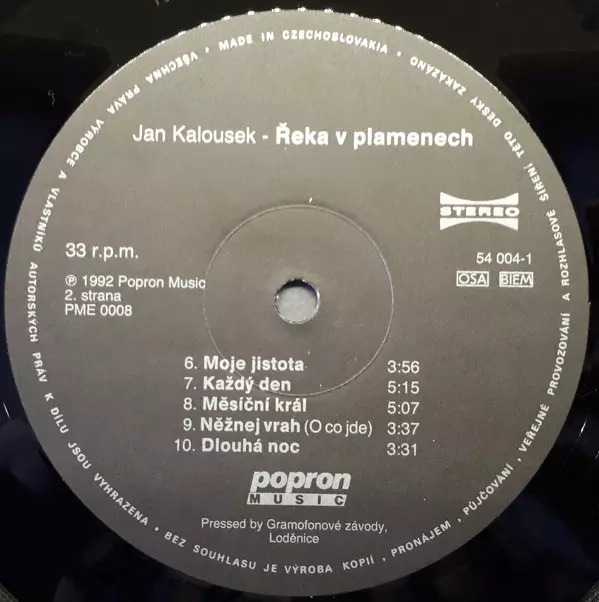 VŠECHNA PRÁVA VÝROBCE A VLASTNÍKŮ AUTORSKÝCH PRÁV K DÍLU JSOU VYHRAZENA • BEZ SOUHLASU JE VÝROBA KOPIÍ, PRONÁJEM, PŮJČOVÁNÍ, VEŘEJNÉ PROVOZOVÁNÍ A ROZHLASOVÉ ŠÍŘENÍ TÉTO DESKY ZAKÁZÁNO • MADE IN CZECHOSLOVAKIA •
Jan Kalousek - Řeka v plamenech
STEREO
33 r.p.m.
54 004-1
℗ 1992 Popron Music
OSA BIEM
2. strana
PME 0008
6. Moje jistota 3:56
7. Každý den 5:15
8. Měsíční král 5:07
9. Něžnej vrah (O co jde) 3:37
10. Dlouhá noc 3:31
popron
MUSIC
Pressed by Gramofonové závody,
Loděnice